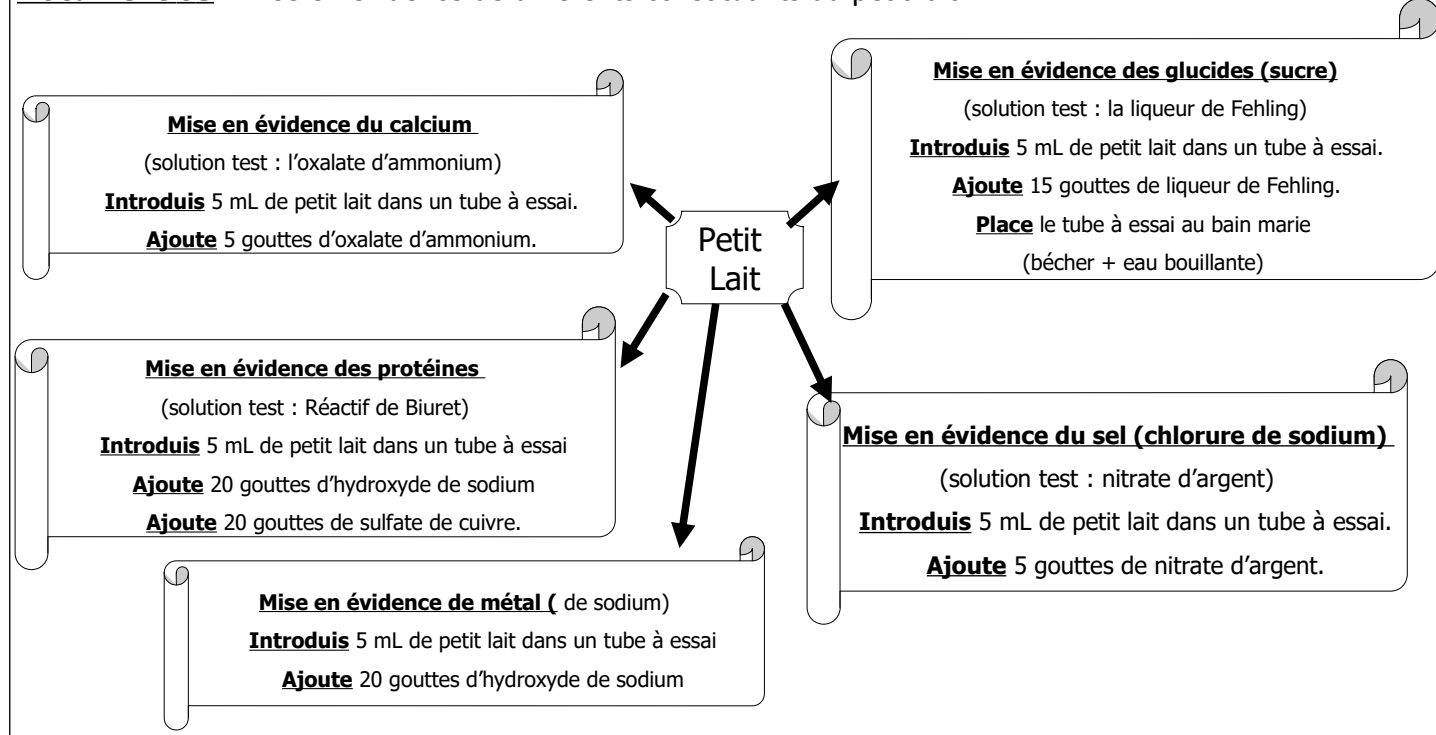 Mise en évidence du calcium
(solution test : l'oxalate d'ammonium)
Introduis 5 mL de petit lait dans un tube à essai.
Ajoute 5 gouttes d'oxalate d'ammonium.
Mise en évidence des glucides (sucre)
(solution test : la liqueur de Fehling)
Introduis 5 mL de petit lait dans un tube à essai.
Ajoute 15 gouttes de liqueur de Fehling.
Place le tube à essai au bain marie
(bécher + eau bouillante)
Petit
Lait
Mise en évidence des protéines
(solution test : Réactif de Biuret)
Introduis 5 mL de petit lait dans un tube à essai
Ajoute 20 gouttes d'hydroxyde de sodium
Ajoute 20 gouttes de sulfate de cuivre.
Mise en évidence du sel (chlorure de sodium)
(solution test : nitrate d'argent)
Introduis 5 mL de petit lait dans un tube à essai.
Ajoute 5 gouttes de nitrate d'argent.
Mise en évidence de métal ( de sodium)
Introduis 5 mL de petit lait dans un tube à essai
Ajoute 20 gouttes d'hydroxyde de sodium